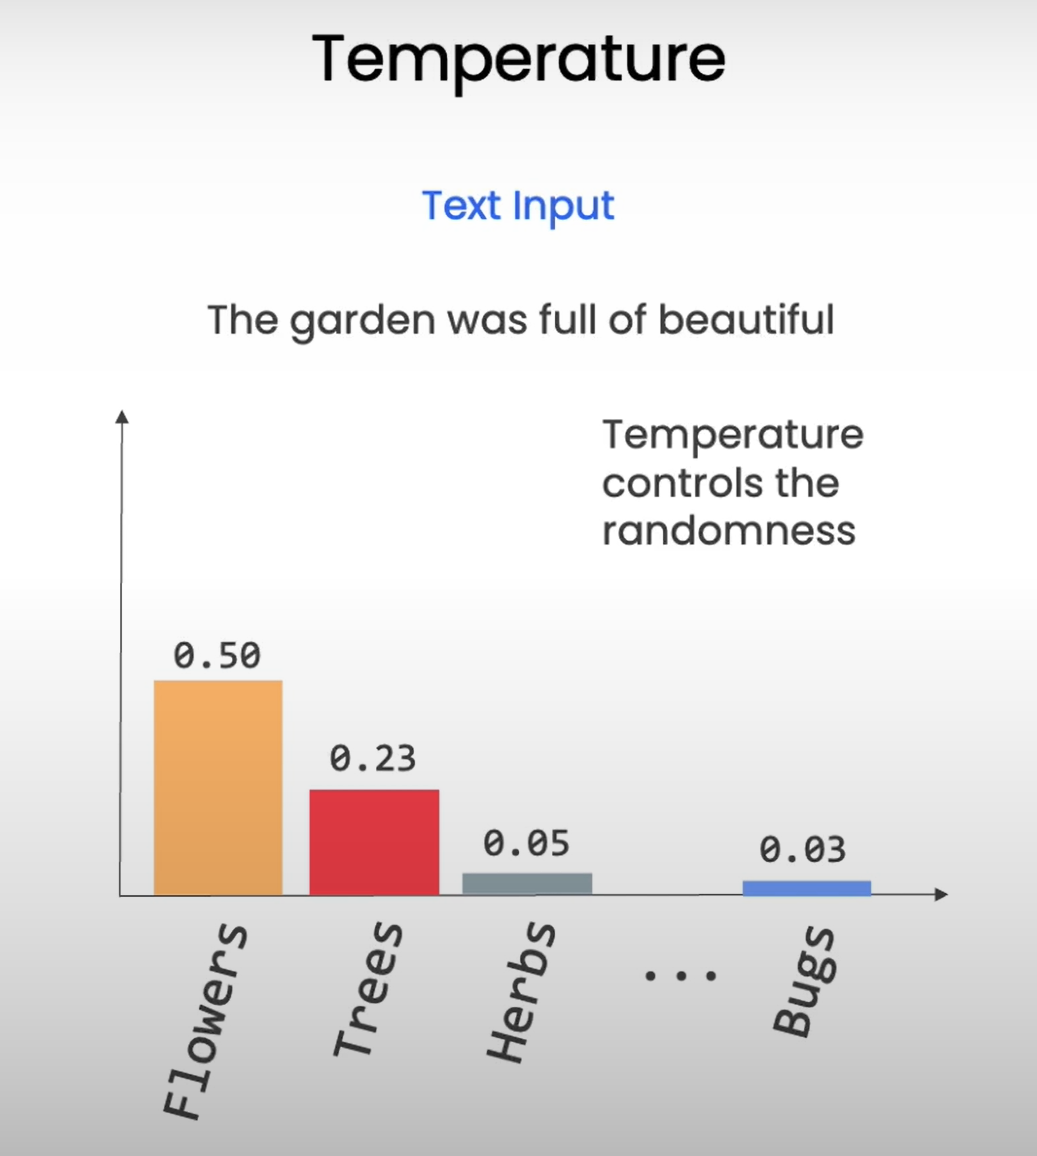 Temperature
Text Input
The garden was full of beautiful
Temperature
controls the
randomness
0.50
0.23
0.05
0.03
Flowers
Trees
Herbs
...
Bugs